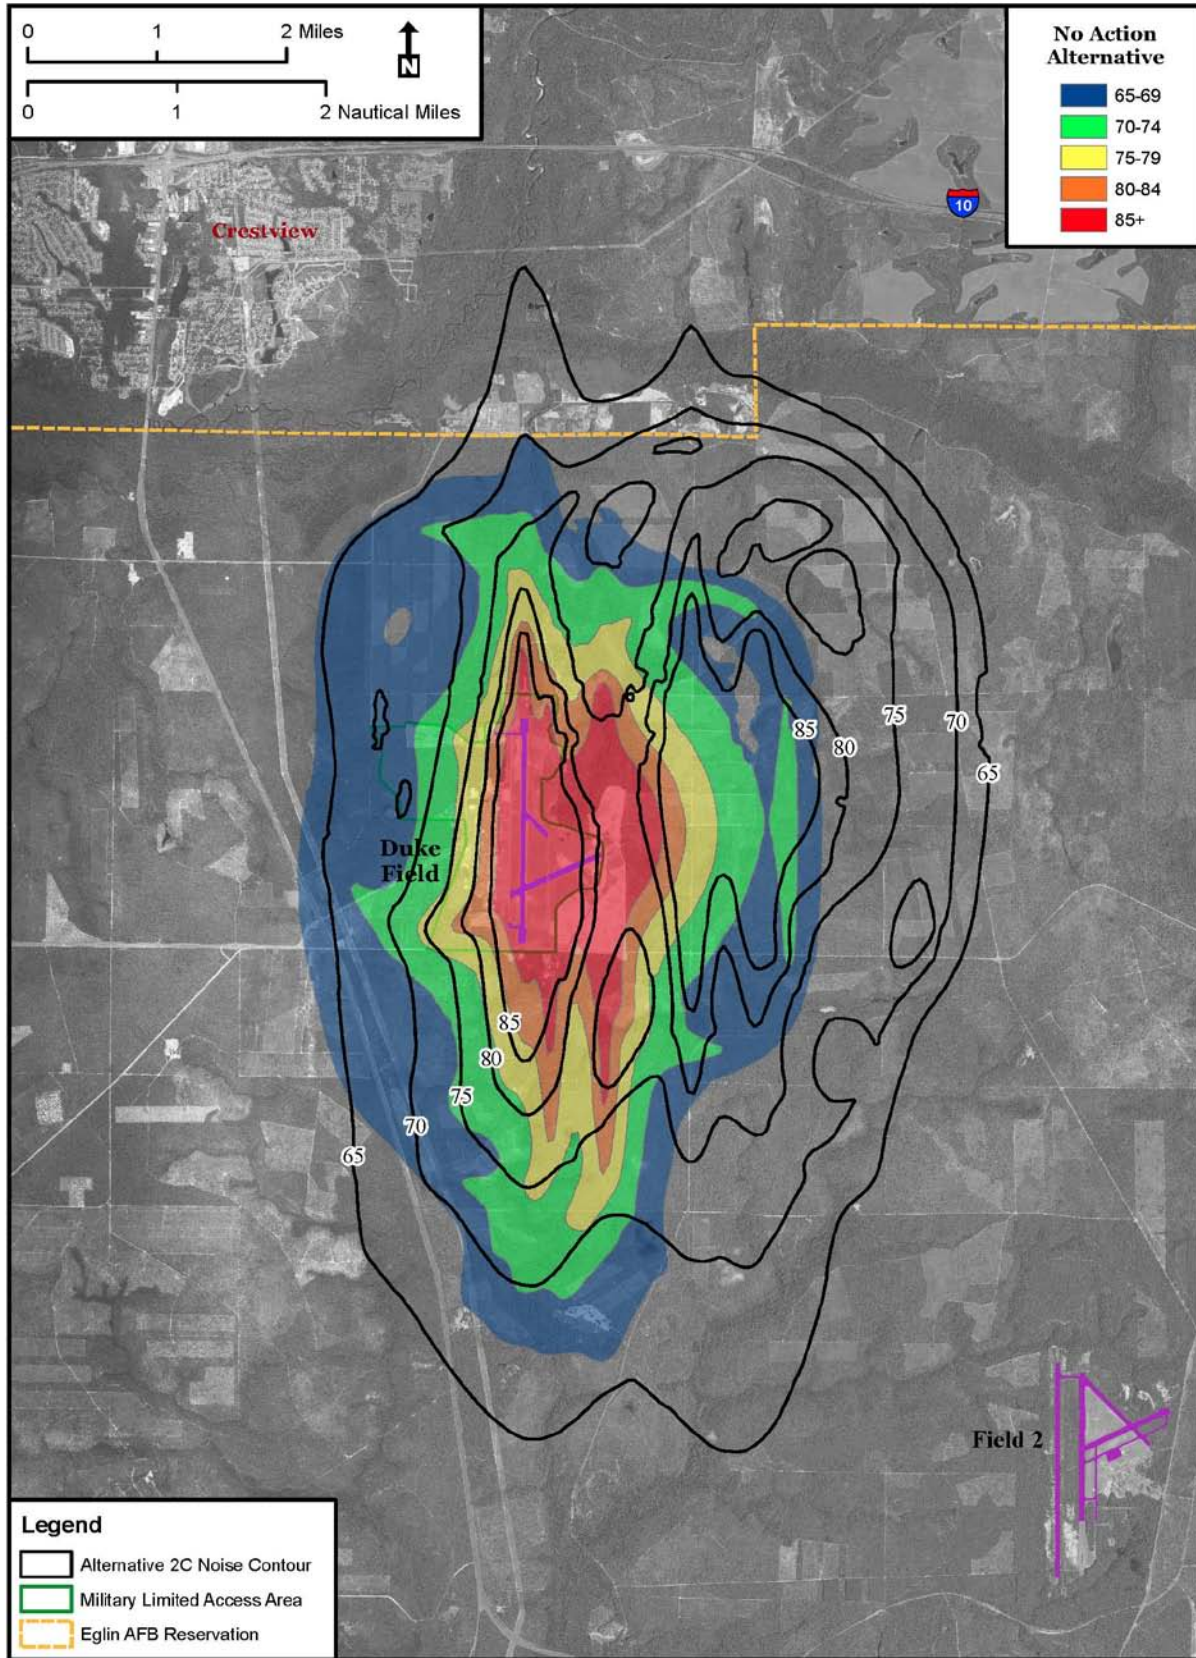 0 1 2 Miles
N
0 1 2 Nautical Miles
No Action
Alternative
65-69
70-74
75-79
80-84
85+
10
Crestview
85
80
75
70
65
Duke
Field
85
80
75
70
65
Field 2
Legend
Alternative 2C Noise Contour
Military Limited Access Area
Eglin AFB Reservation